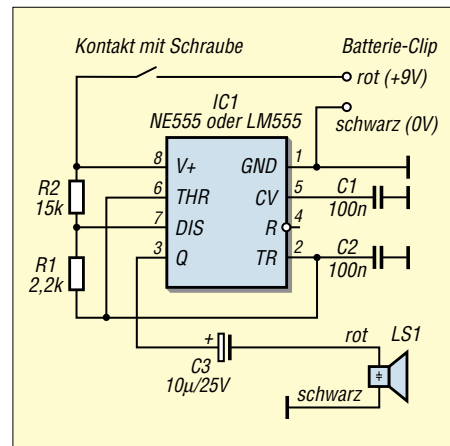 Kontakt mit Schraube
Batterie-Clip
rot (+9V)
schwarz (0V)
IC1
NE555 oder LM555
8
V+
GND
1
6
THR
CV
5
C1
100n
R2
15k
7
DIS
R
4
3
Q
TR
2
C2
100n
R1
2,2k
+
C3
10µ/25V
rot
LS1
schwarz